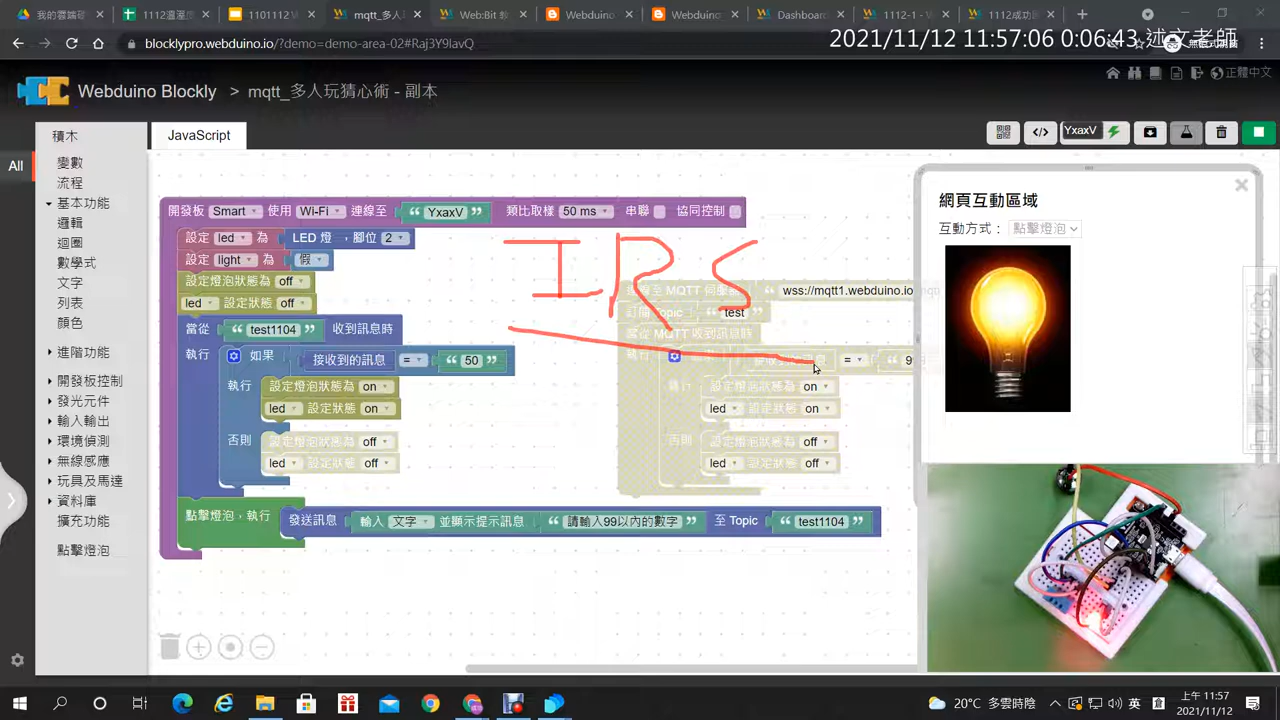 我的雲端硬
1112溫溼度
1101112 W
mqtt_多人玩
Web:Bit 教
Webduino
Webduino
Dashboard
1112-1 - V
1112成功
blocklypro.webduino.io/?demo=demo-area-02#Raj3Y9lavQ
2021/11/12 11:57:06 0:06:43 述文老師
Webduino Blockly > mqtt_多人玩猜心術 - 副本
正體中文
積木
JavaScript
YxaxV
All
變數
流程
基本功能
邏輯
迴圈
數學式
文字
列表
顏色
進階功能
開發板控制
發光元件
輸入輸出
環境偵測
無線感應
玩具及馬達
資料庫
擴充功能
點擊燈泡
開發板 Smart 使用 Wi-Fi 連線至 “ YxaxV ” 類比取樣 50 ms 串聯 協同控制
設定 led 為 LED 燈，腳位 2
設定 light 為 假
設定燈泡狀態為 off
led 設定狀態 off
當從 “ test1104 ” 收到訊息時
執行 如果 接收到的訊息 = “ 50 ”
執行 設定燈泡狀態為 on
led 設定狀態 on
否則 設定燈泡狀態為 off
led 設定狀態 off
點擊燈泡，執行 發送訊息 輸入 文字 並顯示提示訊息 “ 請輸入99以內的數字 ” 至 Topic “ test1104 ”
IRS
MQTT “ wss://mqtt1.webduino.io/mq
訂閱 Topic “ test ”
當從 MQTT 收到訊息時
執行 = “ 9
執行 設定燈泡狀態為 on
led 設定狀態 on
否則 設定燈泡狀態為 off
led 設定狀態 off
網頁互動區域
互動方式： 點擊燈泡
20°C 多雲時陰
英
上午 11:57
2021/11/12